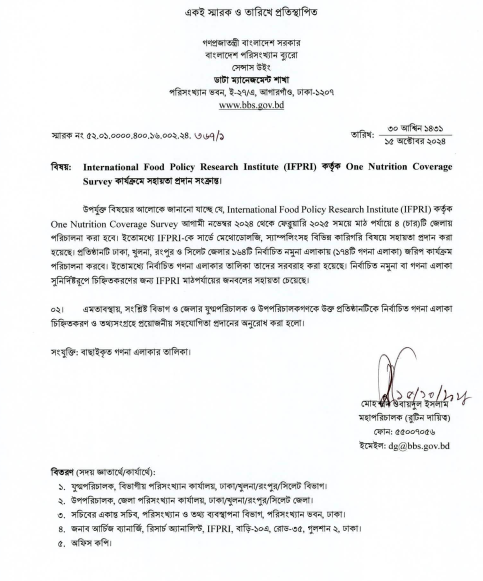 একই স্মারক ও তারিখে প্রতিস্থাপিত
গণপ্রজাতন্ত্রী বাংলাদেশ সরকার
বাংলাদেশ পরিসংখ্যান ব্যুরো
সেন্সাস উইং
ডাটা ম্যানেজমেন্ট শাখা
পরিসংখ্যান ভবন, ই-২৭/এ, আগারগাঁও, ঢাকা-১২০৭
www.bbs.gov.bd
স্মারক নং ৫২.০১.০০০০.৪০০.১৬.০০২.২৪. ৩৬৭/১
তারিখ: ৩০ আশ্বিন ১৪৩১
১৫ অক্টোবর ২০২৪
বিষয়: International Food Policy Research Institute (IFPRI) কর্তৃক One Nutrition Coverage
Survey কার্যক্রমে সহায়তা প্রদান সংক্রান্ত।
উপর্যুক্ত বিষয়ের আলোকে জানানো যাচ্ছে যে, International Food Policy Research Institute (IFPRI) কর্তৃক
One Nutrition Coverage Survey আগামী নভেম্বর ২০২৪ থেকে ফেব্রুয়ারি ২০২৫ সময়ে মাঠ পর্যায়ে ৪ (চার)টি জেলায়
পরিচালনা করা হবে। ইতোমধ্যে IFPRI-কে সার্ভে মেথোডোলজি, স্যাম্পলিংসহ বিভিন্ন কারিগরি বিষয়ে সহায়তা প্রদান করা
হয়েছে। প্রতিষ্ঠানটি ঢাকা, খুলনা, রংপুর ও সিলেট জেলার ১৬৪টি নির্বাচিত নমুনা এলাকায় (১৭৪টি গণনা এলাকা) জরিপ কার্যক্রম
পরিচালনা করবে। ইতোমধ্যে নির্বাচিত গণনা এলাকার তালিকা তাদের সরবরাহ করা হয়েছে। নির্বাচিত নমুনা বা গণনা এলাকা
সুনির্দিষ্টরূপে চিহ্নিতকরণের জন্য IFPRI মাঠপর্যায়ের জনবলের সহায়তা চেয়েছে।
০২। এমতাবস্থায়, সংশ্লিষ্ট বিভাগ ও জেলার যুগ্মপরিচালক ও উপপরিচালকগণকে উক্ত প্রতিষ্ঠানটিকে নির্বাচিত গণনা এলাকা
চিহ্নিতকরণ ও তথ্যসংগ্রহে প্রয়োজনীয় সহযোগিতা প্রদানের অনুরোধ করা হলো।
সংযুক্তি: বাছাইকৃত গণনা এলাকার তালিকা।
১৫/১০/২৪
মোহাম্মদ ওবায়দুল ইসলাম
মহাপরিচালক (রুটিন দায়িত্ব)
ফোন: ৫৫০০৭০৫৬
ইমেইল: dg@bbs.gov.bd
বিতরণ (সদয় জ্ঞাতার্থে/কার্যার্থে):
১. যুগ্মপরিচালক, বিভাগীয় পরিসংখ্যান কার্যালয়, ঢাকা/খুলনা/রংপুর/সিলেট বিভাগ।
২. উপপরিচালক, জেলা পরিসংখ্যান কার্যালয়, ঢাকা/খুলনা/রংপুর/সিলেট জেলা।
৩. সচিবের একান্ত সচিব, পরিসংখ্যান ও তথ্য ব্যবস্থাপনা বিভাগ, পরিসংখ্যান ভবন, ঢাকা।
৪. জনাব আর্চিজ ব্যানার্জি, রিসার্চ অ্যানালিস্ট, IFPRI, বাড়ি-১০এ, রোড-৩৫, গুলশান ২, ঢাকা।
৫. অফিস কপি।